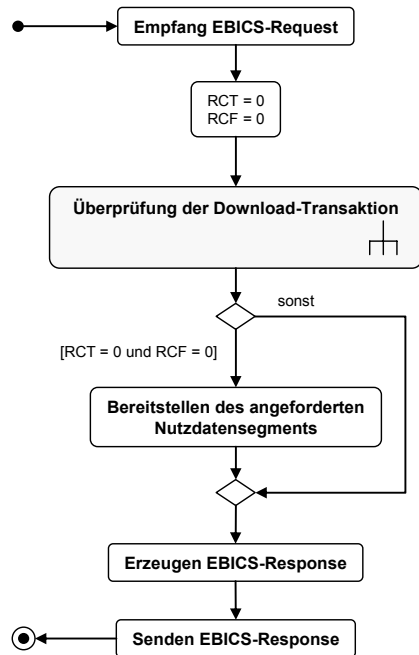 Empfang EBICS-Request
RCT = 0
RCF = 0
Überprüfung der Download-Transaktion
sonst
[RCT = 0 und RCF = 0]
Bereitstellen des angeforderten
Nutzdatensegments
Erzeugen EBICS-Response
Senden EBICS-Response